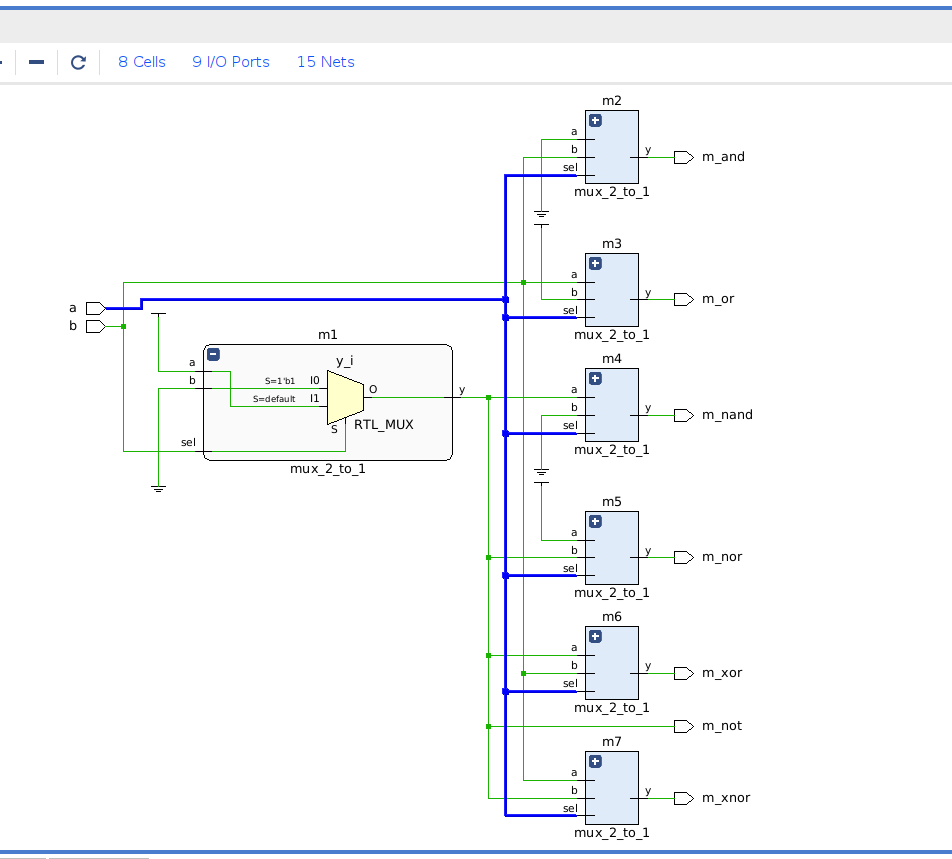 8 Cells 9 I/O Ports 15 Nets
m2
a
b
sel
y
m_and
mux_2_to_1
m3
a
b
sel
y
m_or
mux_2_to_1
a
b
m1
a
b
sel
y_i
S=1'b1 I0
S=default I1
S
O
RTL_MUX
y
mux_2_to_1
m4
a
b
sel
y
m_nand
mux_2_to_1
m5
a
b
sel
y
m_nor
mux_2_to_1
m6
a
b
sel
y
m_xor
mux_2_to_1
m_not
m7
a
b
sel
y
m_xnor
mux_2_to_1